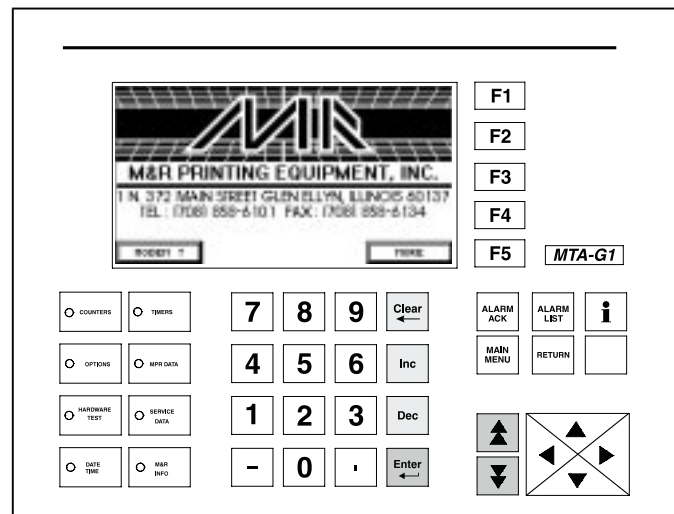 MR
M&R PRINTING EQUIPMENT, INC.
1 N. 372 MAIN STREET GLEN ELLYN, ILLINOIS 60137
TEL : (708) 858-6101 FAX : (708) 858-6134
MODEM ?
MORE
F1
F2
F3
F4
F5
MTA-G1
COUNTERS
TIMERS
OPTIONS
MPR DATA
HARDWARE
TEST
SERVICE
DATA
DATE
TIME
M&R
INFO
7 8 9 Clear
4 5 6 Inc
1 2 3 Dec
- 0 . Enter
ALARM
ACK
ALARM
LIST
i
MAIN
MENU
RETURN